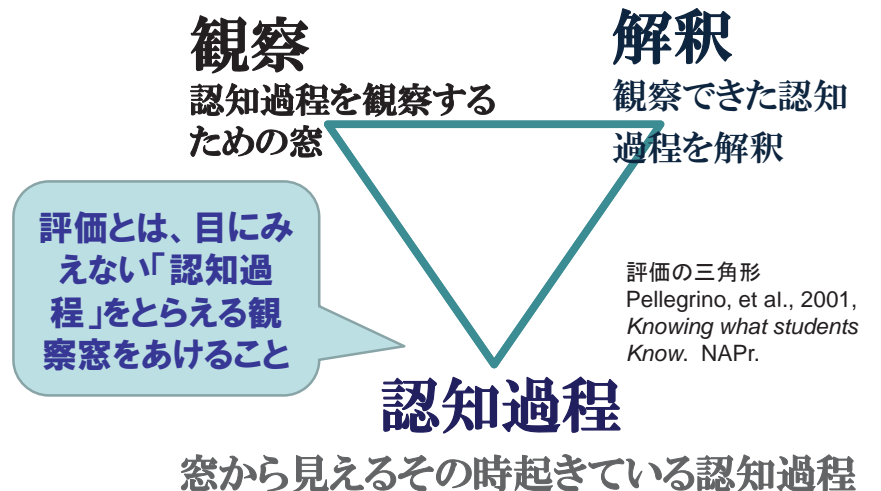 観察
認知過程を観察する
ための窓
解釈
観察できた認知
過程を解釈
評価とは、目にみ
えない「認知過
程」をとらえる観
察窓をあけること
評価の三角形
Pellegrino, et al., 2001,
Knowing what students
Know. NAPr.
認知過程
窓から見えるその時起きている認知過程